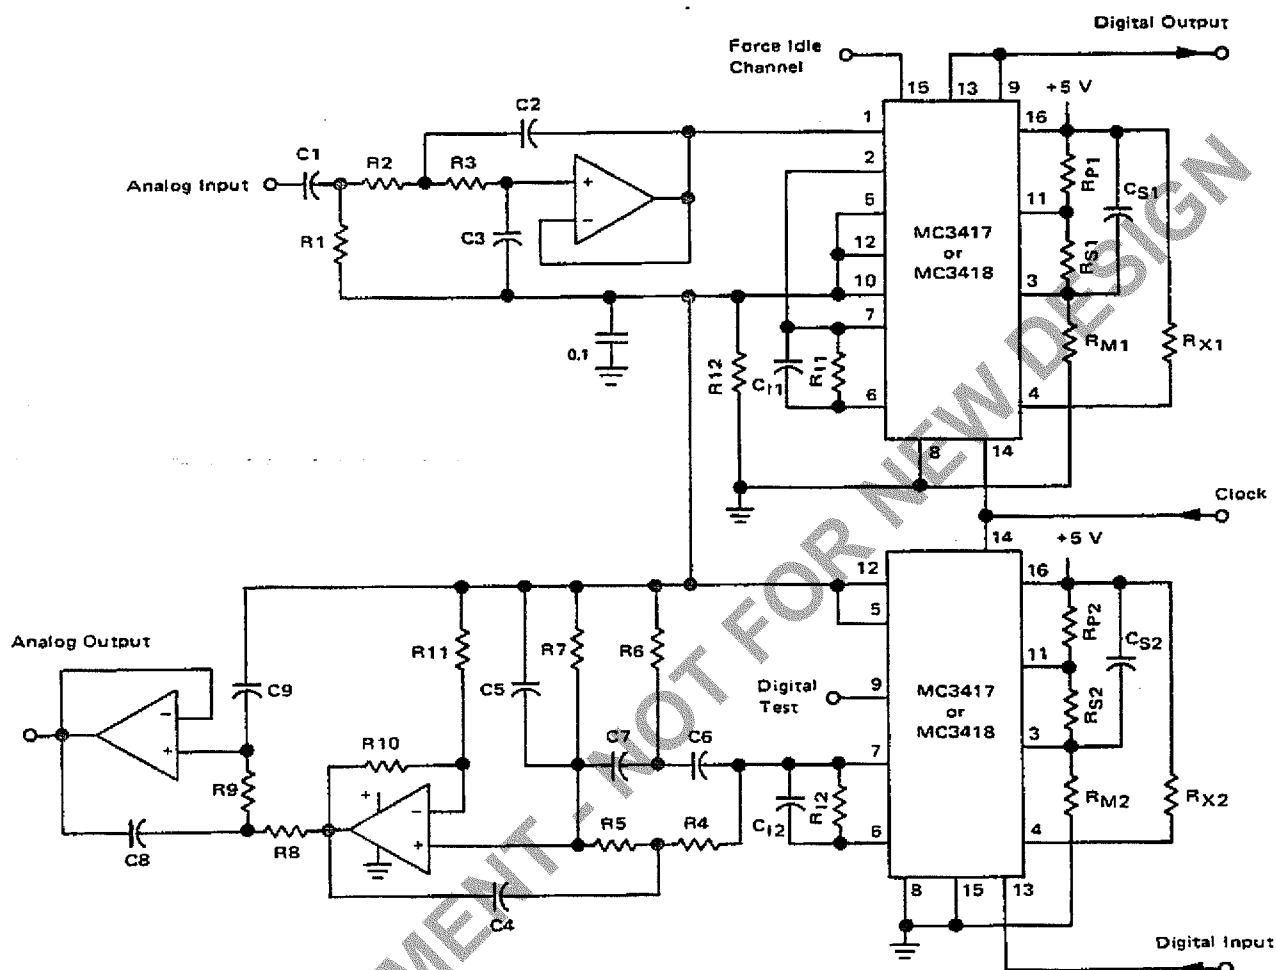 Digital Output
Force Idle
Channel
15
13
9
+5 V
C2
1
16
C1
R2
R3
2
RP1
CS1
Analog Input
5
11
R1
C3
MC3417
or
MC3418
12
RS1
10
3
7
0.1
R12
CI1
RI1
RM1
RX1
6
4
8
14
Clock
14
+5 V
12
16
5
RP2
CS2
Analog Output
R11
C5
R7
R6
11
C9
Digital
Test
9
MC3417
or
MC3418
RS2
C7
C6
3
R10
7
R9
+
CI2
RI2
RM2
RX2
R5
R4
6
4
C8
R8
C4
8
15
13
Digital Input
EMENT - NOT FOR NEW DESIGN